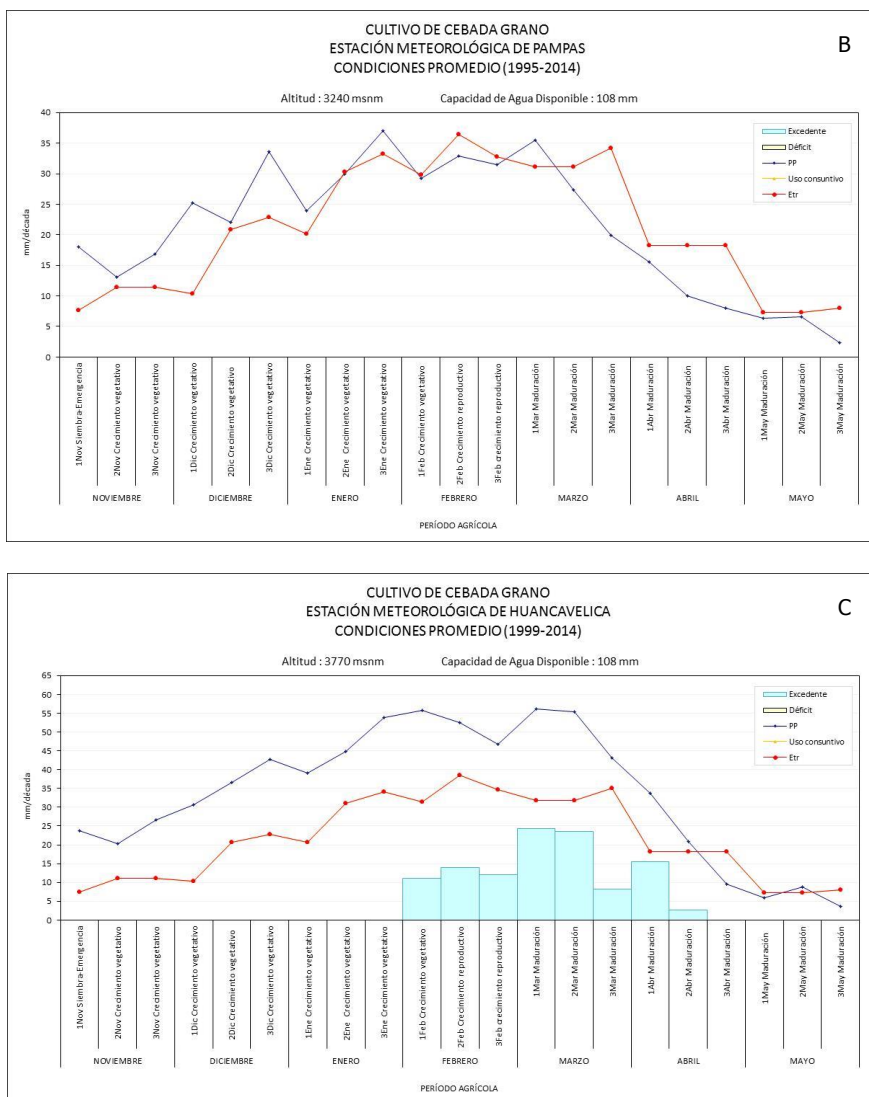 CULTIVO DE CEBADA GRANO
ESTACIÓN METEOROLÓGICA DE PAMPAS
CONDICIONES PROMEDIO (1995-2014)
B
Altitud : 3240 msnm Capacidad de Agua Disponible : 108 mm
40
35
30
25
20
15
10
5
0
mm/década
Excedente
Déficit
PP
Uso consuntivo
Etr
1Nov Siembra-Emergencia
2Nov Crecimiento vegetativo
3Nov Crecimiento vegetativo
1Dic Crecimiento vegetativo
2Dic Crecimiento vegetativo
3Dic Crecimiento vegetativo
1Ene Crecimiento vegetativo
2Ene Crecimiento vegetativo
3Ene Crecimiento vegetativo
1Feb Crecimiento vegetativo
2Feb Crecimiento reproductivo
3Feb crecimiento reproductivo
1Mar Maduración
2Mar Maduración
3Mar Maduración
1Abr Maduración
2Abr Maduración
3Abr Maduración
1May Maduración
2May Maduración
3May Maduración
NOVIEMBRE DICIEMBRE ENERO FEBRERO MARZO ABRIL MAYO
PERÍODO AGRÍCOLA
CULTIVO DE CEBADA GRANO
ESTACIÓN METEOROLÓGICA DE HUANCAVELICA
CONDICIONES PROMEDIO (1999-2014)
C
Altitud : 3770 msnm Capacidad de Agua Disponible : 108 mm
65
60
55
50
45
40
35
30
25
20
15
10
5
0
mm/década
Excedente
Déficit
PP
Uso consuntivo
Etr
1Nov Siembra-Emergencia
2Nov Crecimiento vegetativo
3Nov Crecimiento vegetativo
1Dic Crecimiento vegetativo
2Dic Crecimiento vegetativo
3Dic Crecimiento vegetativo
1Ene Crecimiento vegetativo
2Ene Crecimiento vegetativo
3Ene Crecimiento vegetativo
1Feb Crecimiento vegetativo
2Feb Crecimiento reproductivo
3Feb crecimiento reproductivo
1Mar Maduración
2Mar Maduración
3Mar Maduración
1Abr Maduración
2Abr Maduración
3Abr Maduración
1May Maduración
2May Maduración
3May Maduración
NOVIEMBRE DICIEMBRE ENERO FEBRERO MARZO ABRIL MAYO
PERÍODO AGRÍCOLA